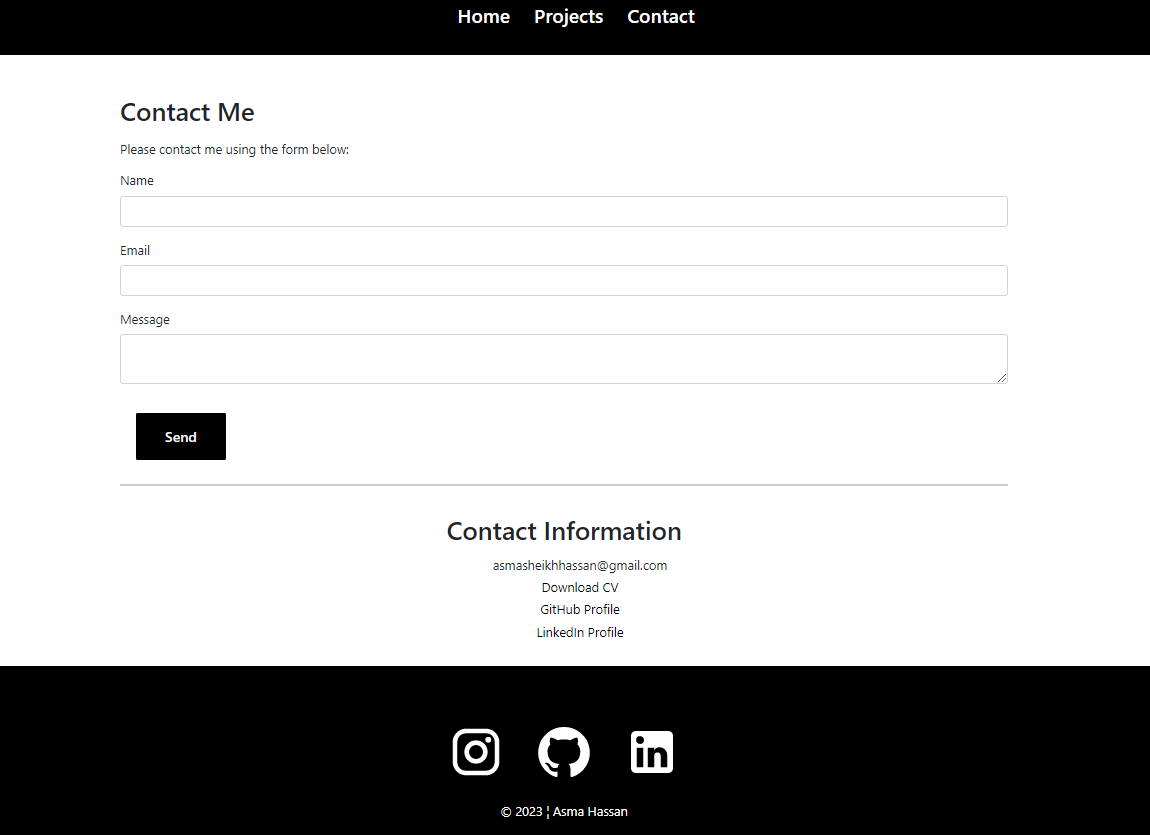 Home Projects Contact
Contact Me
Please contact me using the form below:
Name
Email
Message
Send
Contact Information
asmasheikhhassan@gmail.com
Download CV
GitHub Profile
LinkedIn Profile
in
© 2023 ¦ Asma Hassan